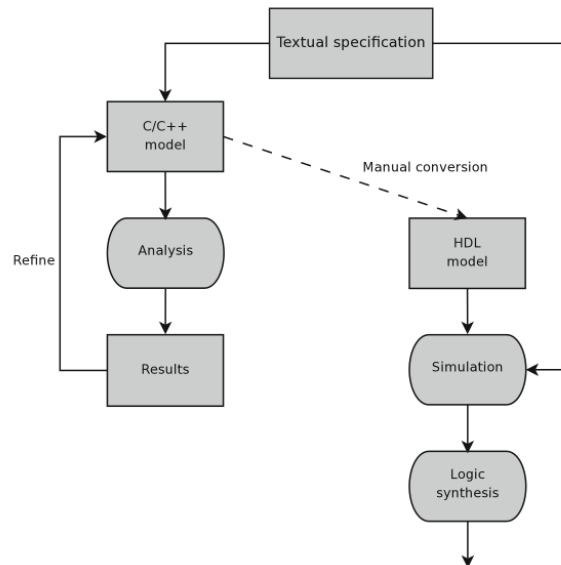 Textual specification
C/C++
model
Manual conversion
Analysis
HDL
model
Refine
Results
Simulation
Logic
synthesis